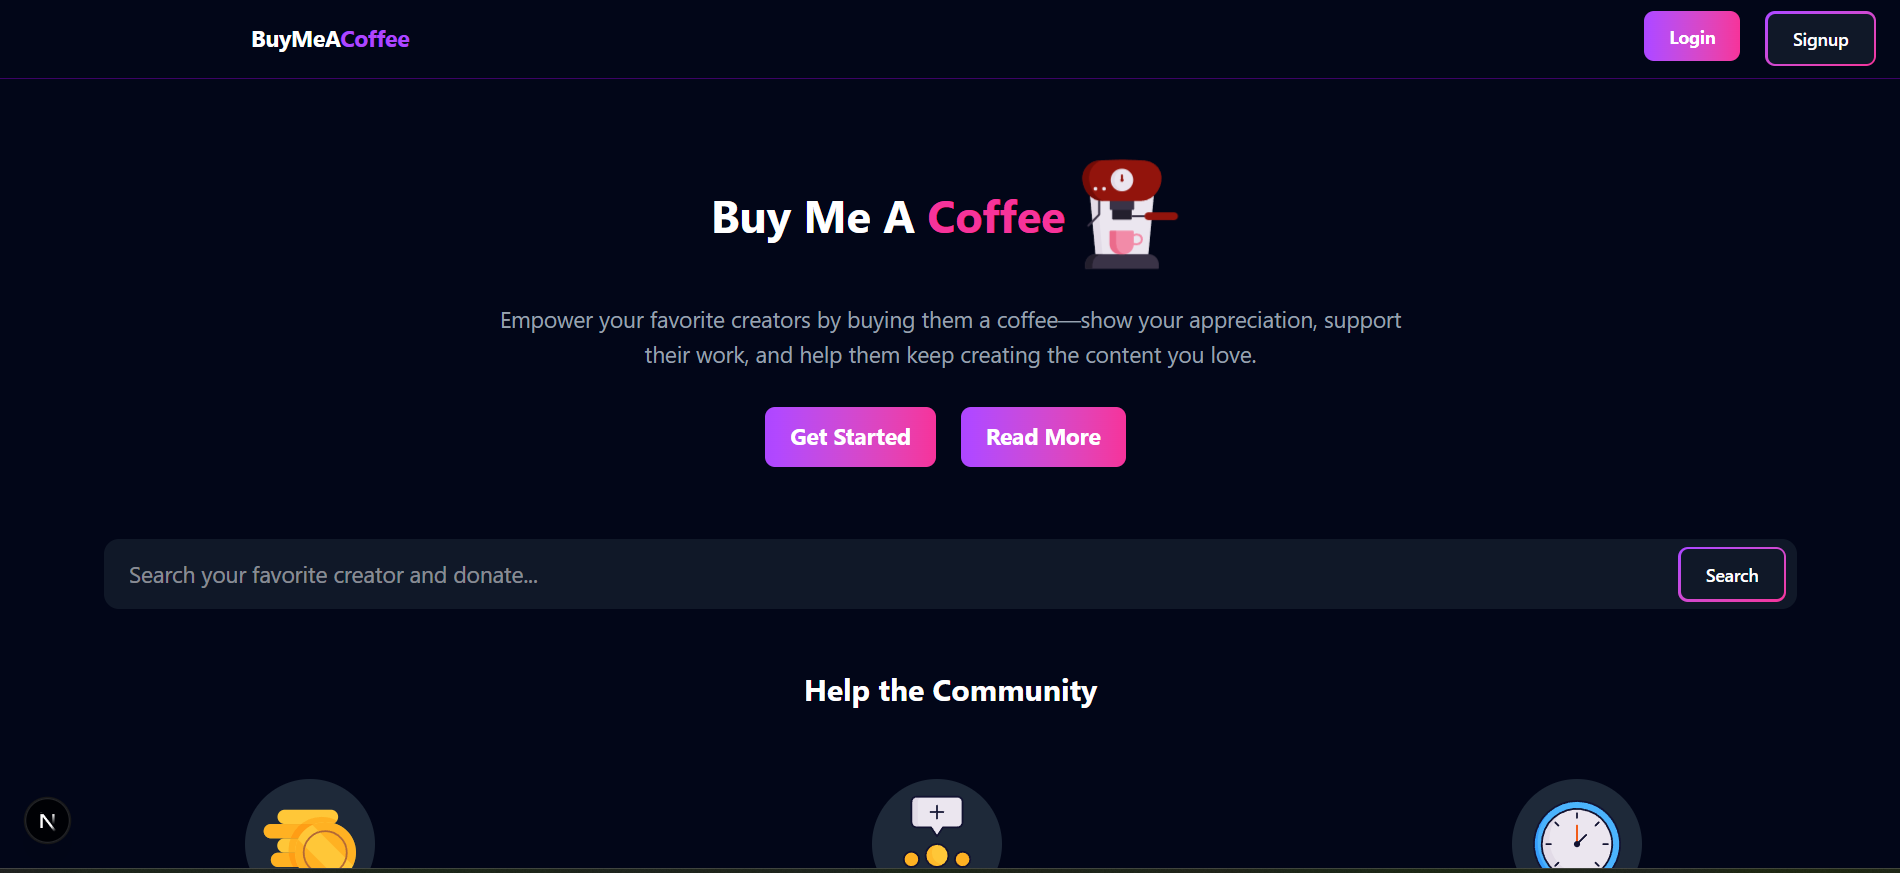 BuyMeACoffee
Login
Signup
Buy Me A Coffee
Empower your favorite creators by buying them a coffee—show your appreciation, support
their work, and help them keep creating the content you love.
Get Started
Read More
Search your favorite creator and donate...
Search
Help the Community
N